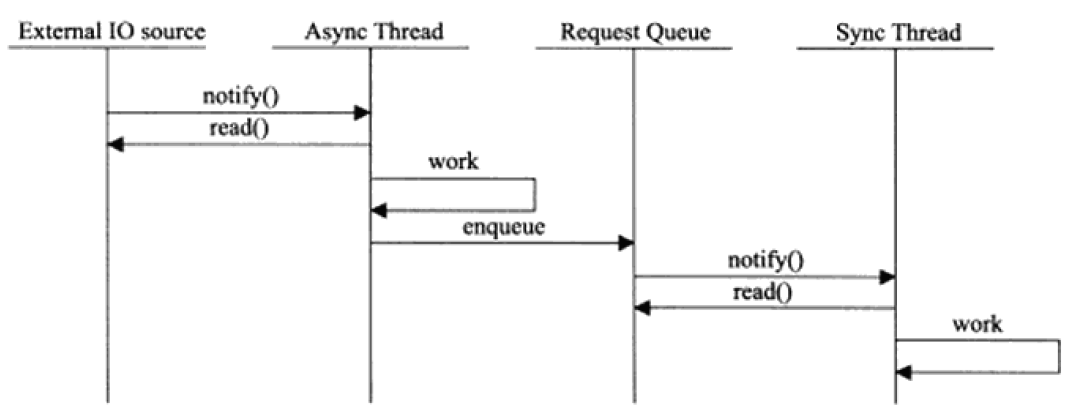 External IO source Async Thread Request Queue Sync Thread
notify()
read()
work
enqueue
notify()
read()
work